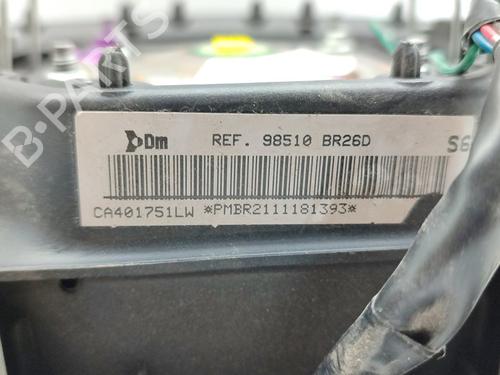 Dm REF. 98510 BR26D S6
CA401751LW *PMBR2111181393*
B-PARTS